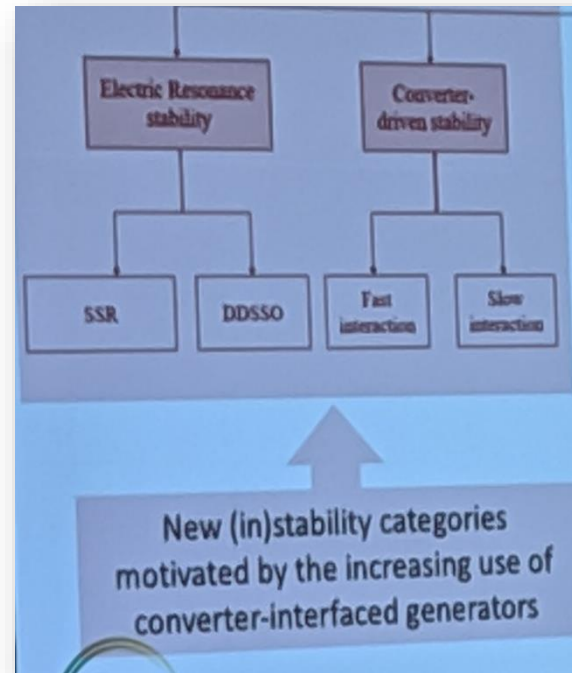 Electric Resonance
stability
Converter-
driven stability
SSR
DDSSO
Fast
interaction
Slow
interaction
New (in)stability categories
motivated by the increasing use of
converter-interfaced generators